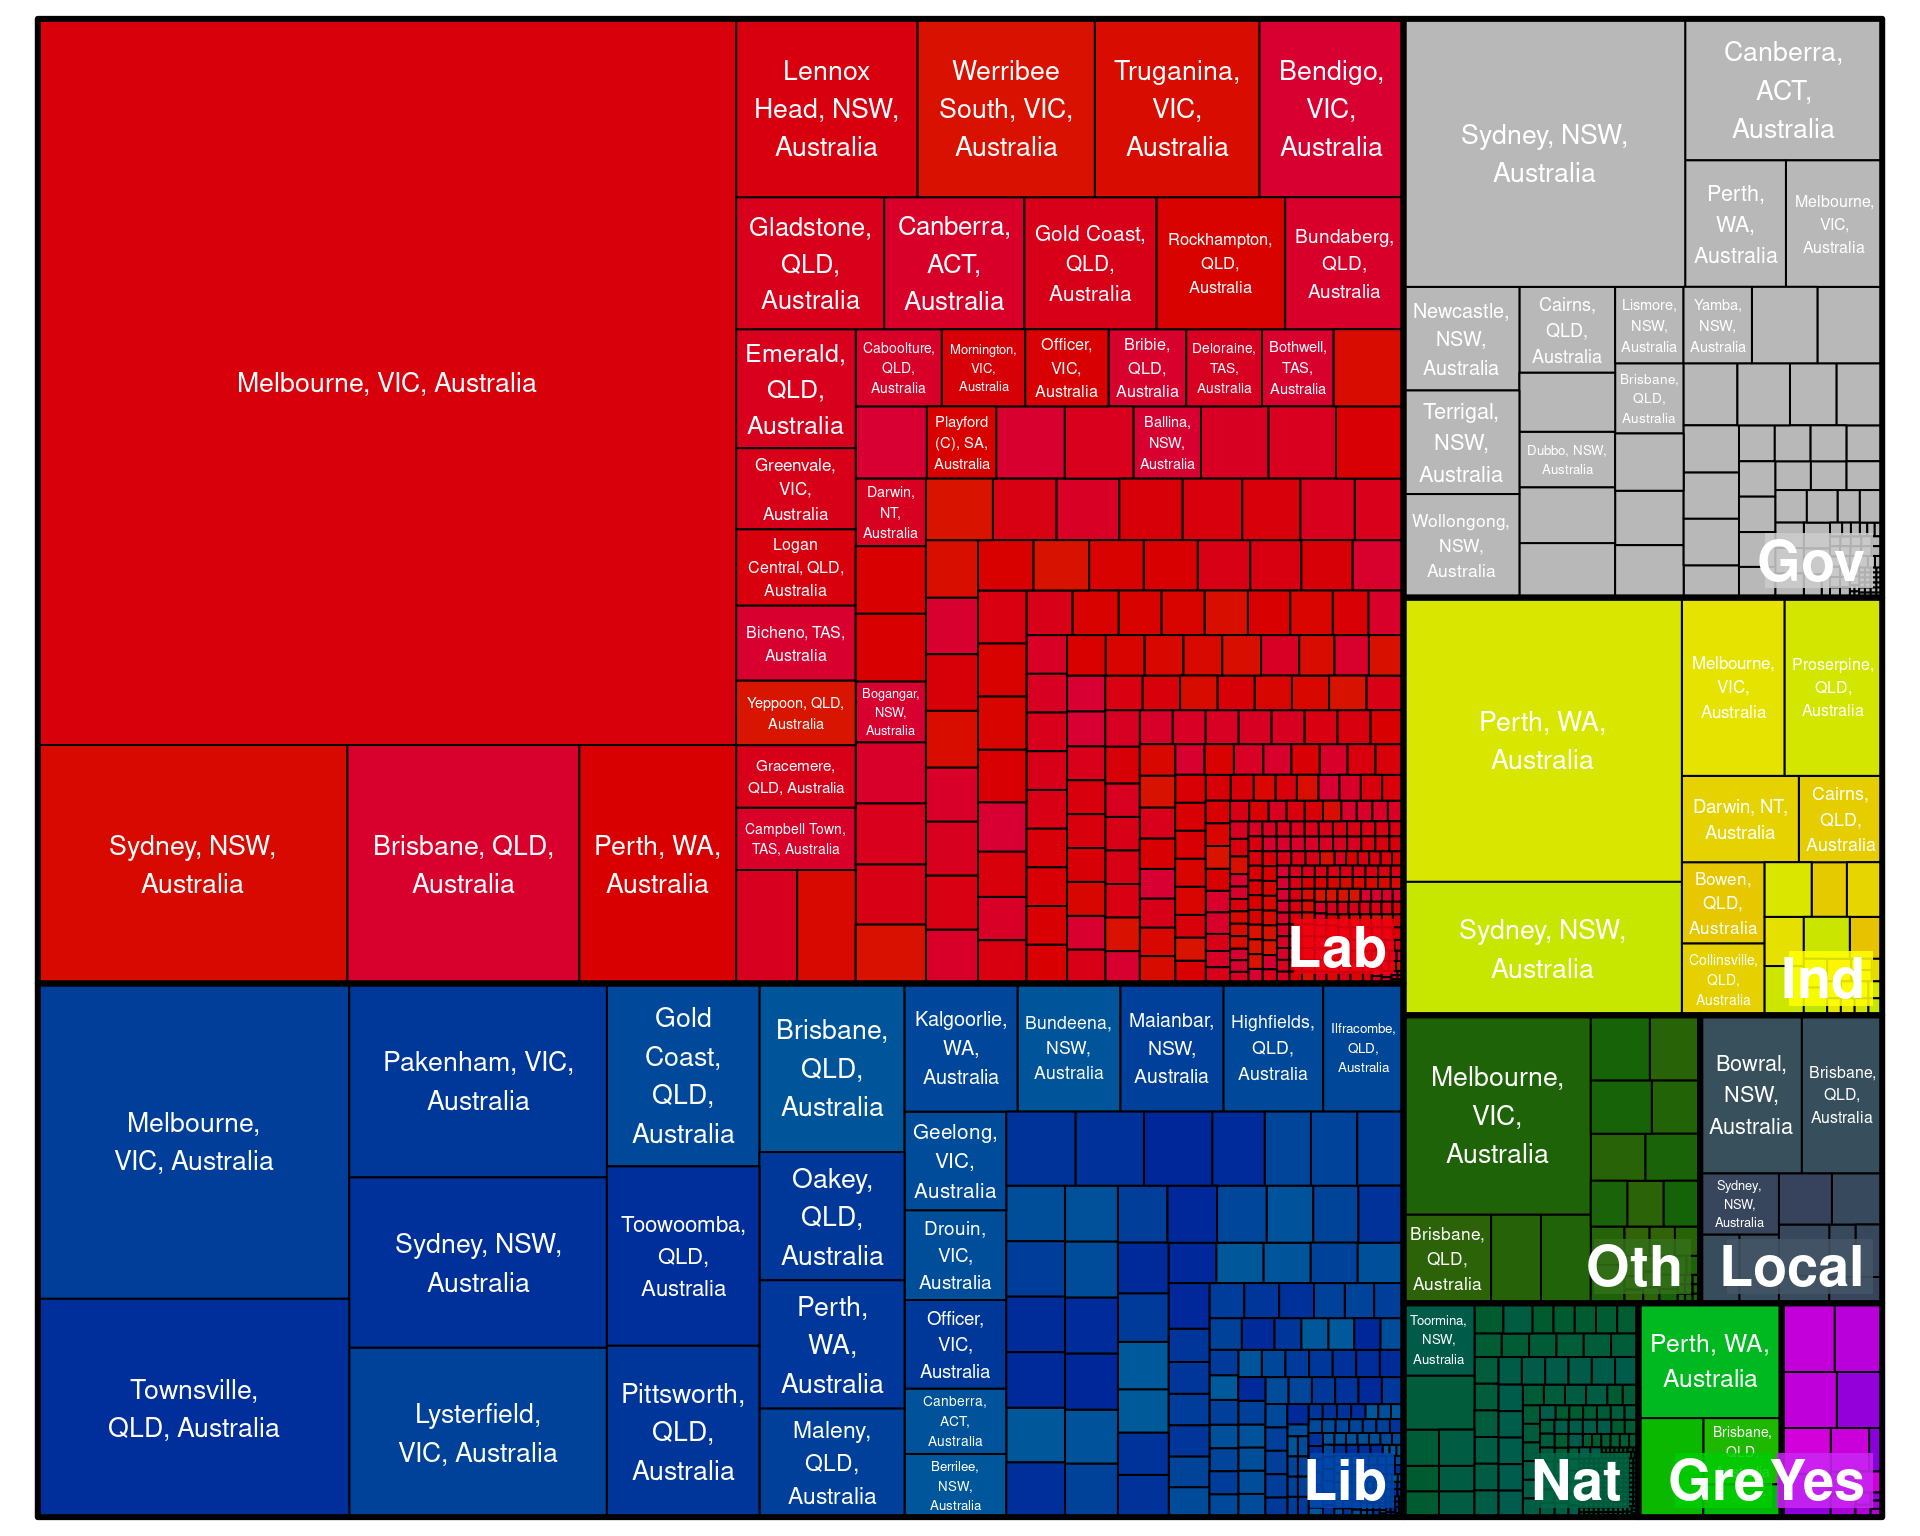 Melbourne, VIC, Australia
Sydney, NSW,
Australia
Brisbane, QLD,
Australia
Perth, WA,
Australia
Lennox
Head, NSW,
Australia
Werribee
South, VIC,
Australia
Truganina,
VIC,
Australia
Bendigo,
VIC,
Australia
Gladstone,
QLD,
Australia
Canberra,
ACT,
Australia
Gold Coast,
QLD,
Australia
Rockhampton,
QLD,
Australia
Bundaberg,
QLD,
Australia
Emerald,
QLD,
Australia
Greenvale,
VIC,
Australia
Logan
Central, QLD,
Australia
Bicheno, TAS,
Australia
Yeppoon, QLD,
Australia
Gracemere,
QLD, Australia
Campbell Town,
TAS, Australia
Caboolture,
QLD,
Australia
Mornington,
VIC,
Australia
Officer,
VIC,
Australia
Bribie,
QLD,
Australia
Deloraine,
TAS,
Australia
Bothwell,
TAS,
Australia
Playford
(C), SA,
Australia
Ballina,
NSW,
Australia
Darwin,
NT,
Australia
Bogangar,
NSW,
Australia
Lab
Melbourne,
VIC, Australia
Townsville,
QLD, Australia
Pakenham, VIC,
Australia
Sydney, NSW,
Australia
Lysterfield,
VIC, Australia
Gold
Coast,
QLD,
Australia
Toowoomba,
QLD,
Australia
Pittsworth,
QLD,
Australia
Brisbane,
QLD,
Australia
Oakey,
QLD,
Australia
Perth,
WA,
Australia
Maleny,
QLD,
Australia
Kalgoorlie,
WA,
Australia
Bundeena,
NSW,
Australia
Maianbar,
NSW,
Australia
Highfields,
QLD,
Australia
Ilfracombe,
QLD,
Australia
Geelong,
VIC,
Australia
Drouin,
VIC,
Australia
Officer,
VIC,
Australia
Canberra,
ACT,
Australia
Berrilee,
NSW,
Australia
Lib
Sydney, NSW,
Australia
Canberra,
ACT,
Australia
Perth,
WA,
Australia
Melbourne,
VIC,
Australia
Newcastle,
NSW,
Australia
Terrigal,
NSW,
Australia
Wollongong,
NSW,
Australia
Cairns,
QLD,
Australia
Dubbo, NSW,
Australia
Lismore,
NSW,
Australia
Brisbane,
QLD,
Australia
Yamba,
NSW,
Australia
Gov
Perth, WA,
Australia
Sydney, NSW,
Australia
Melbourne,
VIC,
Australia
Proserpine,
QLD,
Australia
Darwin, NT,
Australia
Cairns,
QLD,
Australia
Bowen,
QLD,
Australia
Collinsville,
QLD,
Australia
Ind
Melbourne,
VIC,
Australia
Brisbane,
QLD,
Australia
Oth
Bowral,
NSW,
Australia
Brisbane,
QLD,
Australia
Sydney,
NSW,
Australia
Local
Toormina,
NSW,
Australia
Nat
Perth, WA,
Australia
Brisbane,
QLD,
Australia
Gre
Yes